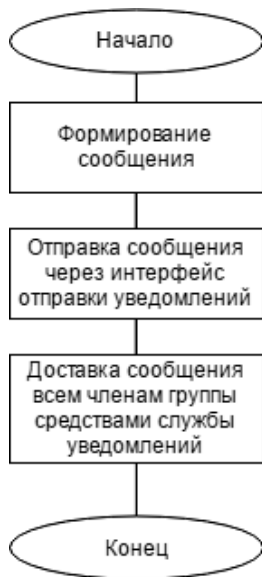 Начало
Формирование
сообщения
Отправка сообщения
через интерфейс
отправки уведомлений
Доставка сообщения
всем членам группы
средствами службы
уведомлений
Конец